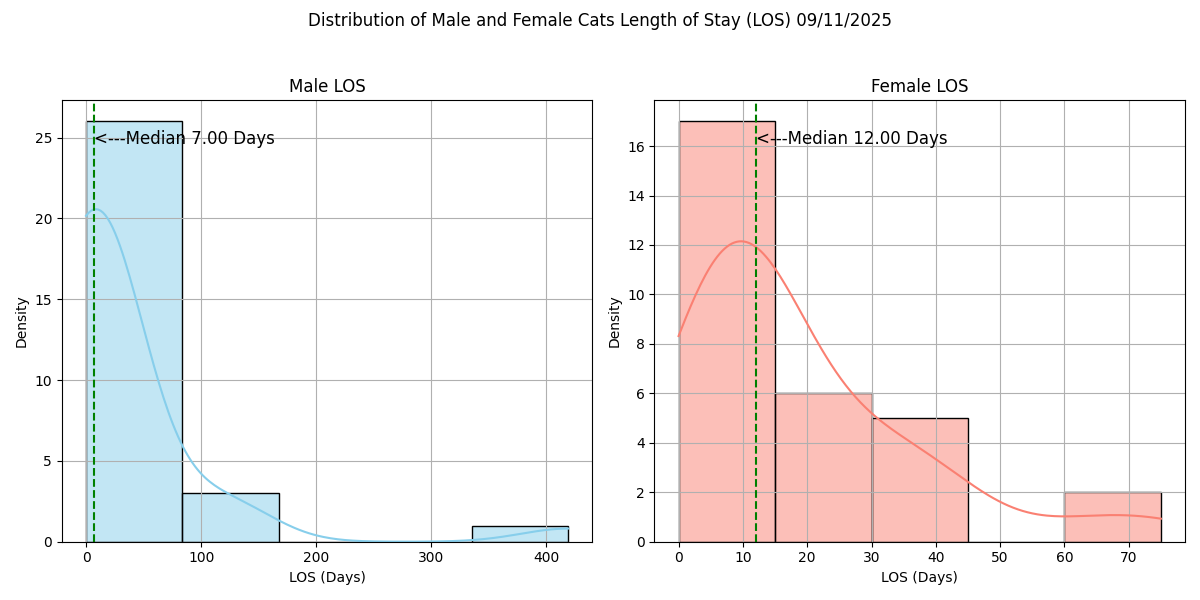 Distribution of Male and Female Cats Length of Stay (LOS) 09/11/2025
Male LOS
<---Median 7.00 Days
Density
25
20
15
10
5
0
0 100 200 300 400
LOS (Days)
Female LOS
<---Median 12.00 Days
Density
16
14
12
10
8
6
4
2
0
0 10 20 30 40 50 60 70
LOS (Days)